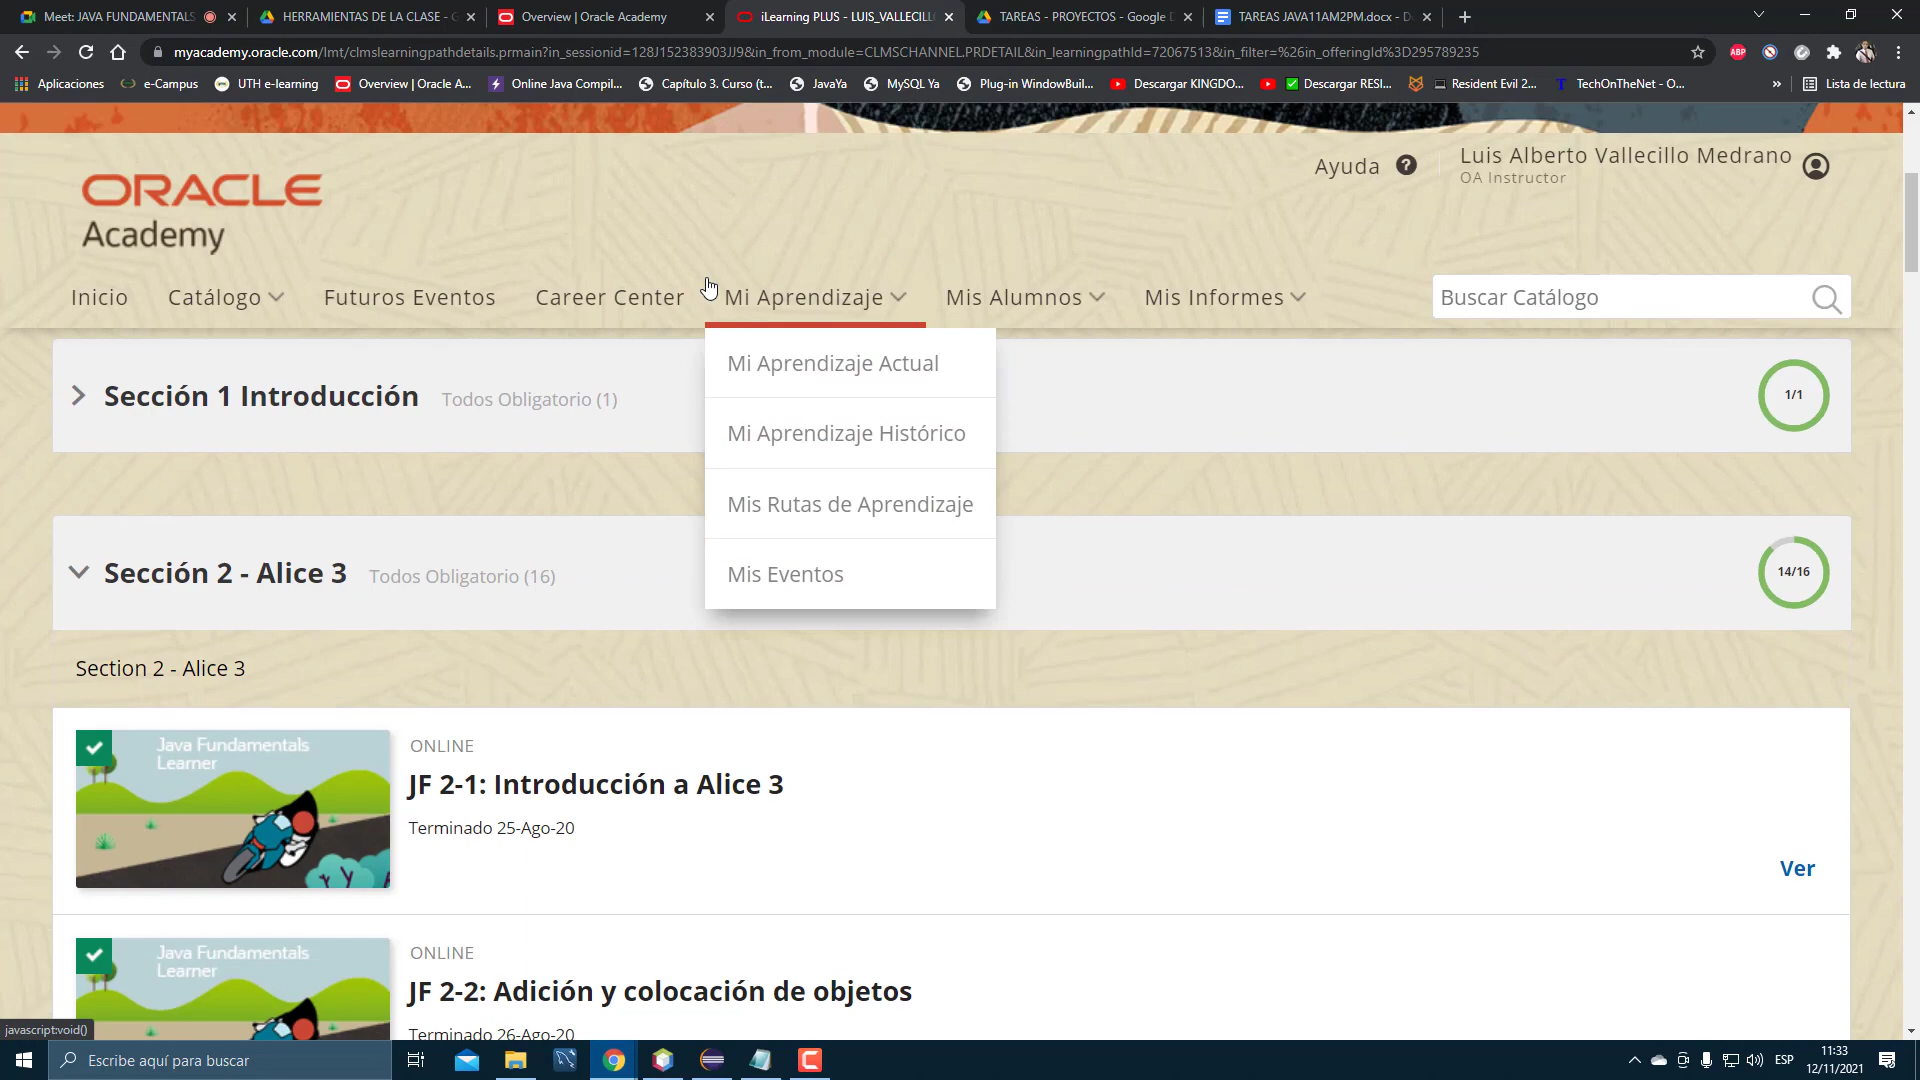 Meet: JAVA FUNDAMENTALS
HERRAMIENTAS DE LA CLASE - G
Overview | Oracle Academy
iLearning PLUS - LUIS_VALLECILL
TAREAS - PROYECTOS - Google D
TAREAS JAVA11AM2PM.docx - D
myacademy.oracle.com/lmt/clmslearningpathdetails.prmain?in_sessionid=128J152383903JJ9&in_from_module=CLMSCHANNEL.PRDETAIL&in_learningpathId=72067513&in_filter=%26in_offeringId%3D295789235
ABP
Aplicaciones
e-Campus
UTH e-learning
Overview | Oracle A...
Online Java Compil...
Capítulo 3. Curso (t...
JavaYa
MySQL Ya
Plug-in WindowBuil...
Descargar KINGDO...
Descargar RESI...
Resident Evil 2...
TechOnTheNet - O...
»
Lista de lectura
ORACLE
Academy
Ayuda ?
Luis Alberto Vallecillo Medrano
OA Instructor
Inicio
Catálogo
Futuros Eventos
Career Center
Mi Aprendizaje
Mis Alumnos
Mis Informes
Buscar Catálogo
Mi Aprendizaje Actual
Mi Aprendizaje Histórico
Mis Rutas de Aprendizaje
Mis Eventos
Sección 1 Introducción Todos Obligatorio (1)
1/1
Sección 2 - Alice 3 Todos Obligatorio (16)
14/16
Section 2 - Alice 3
Java Fundamentals
Learner
ONLINE
JF 2-1: Introducción a Alice 3
Terminado 25-Ago-20
Ver
Java Fundamentals
Learner
ONLINE
JF 2-2: Adición y colocación de objetos
Terminado 26-Ago-20
javascript:void()
Escribe aquí para buscar
ESP
11:33
12/11/2021